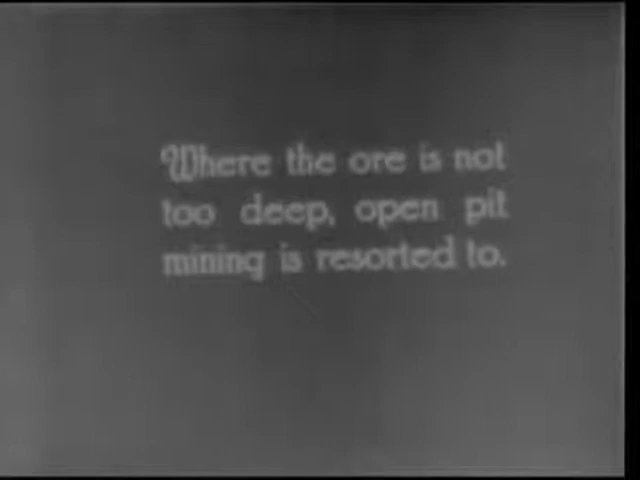 Where the ore is not
too deep, open pit
mining is resorted to.